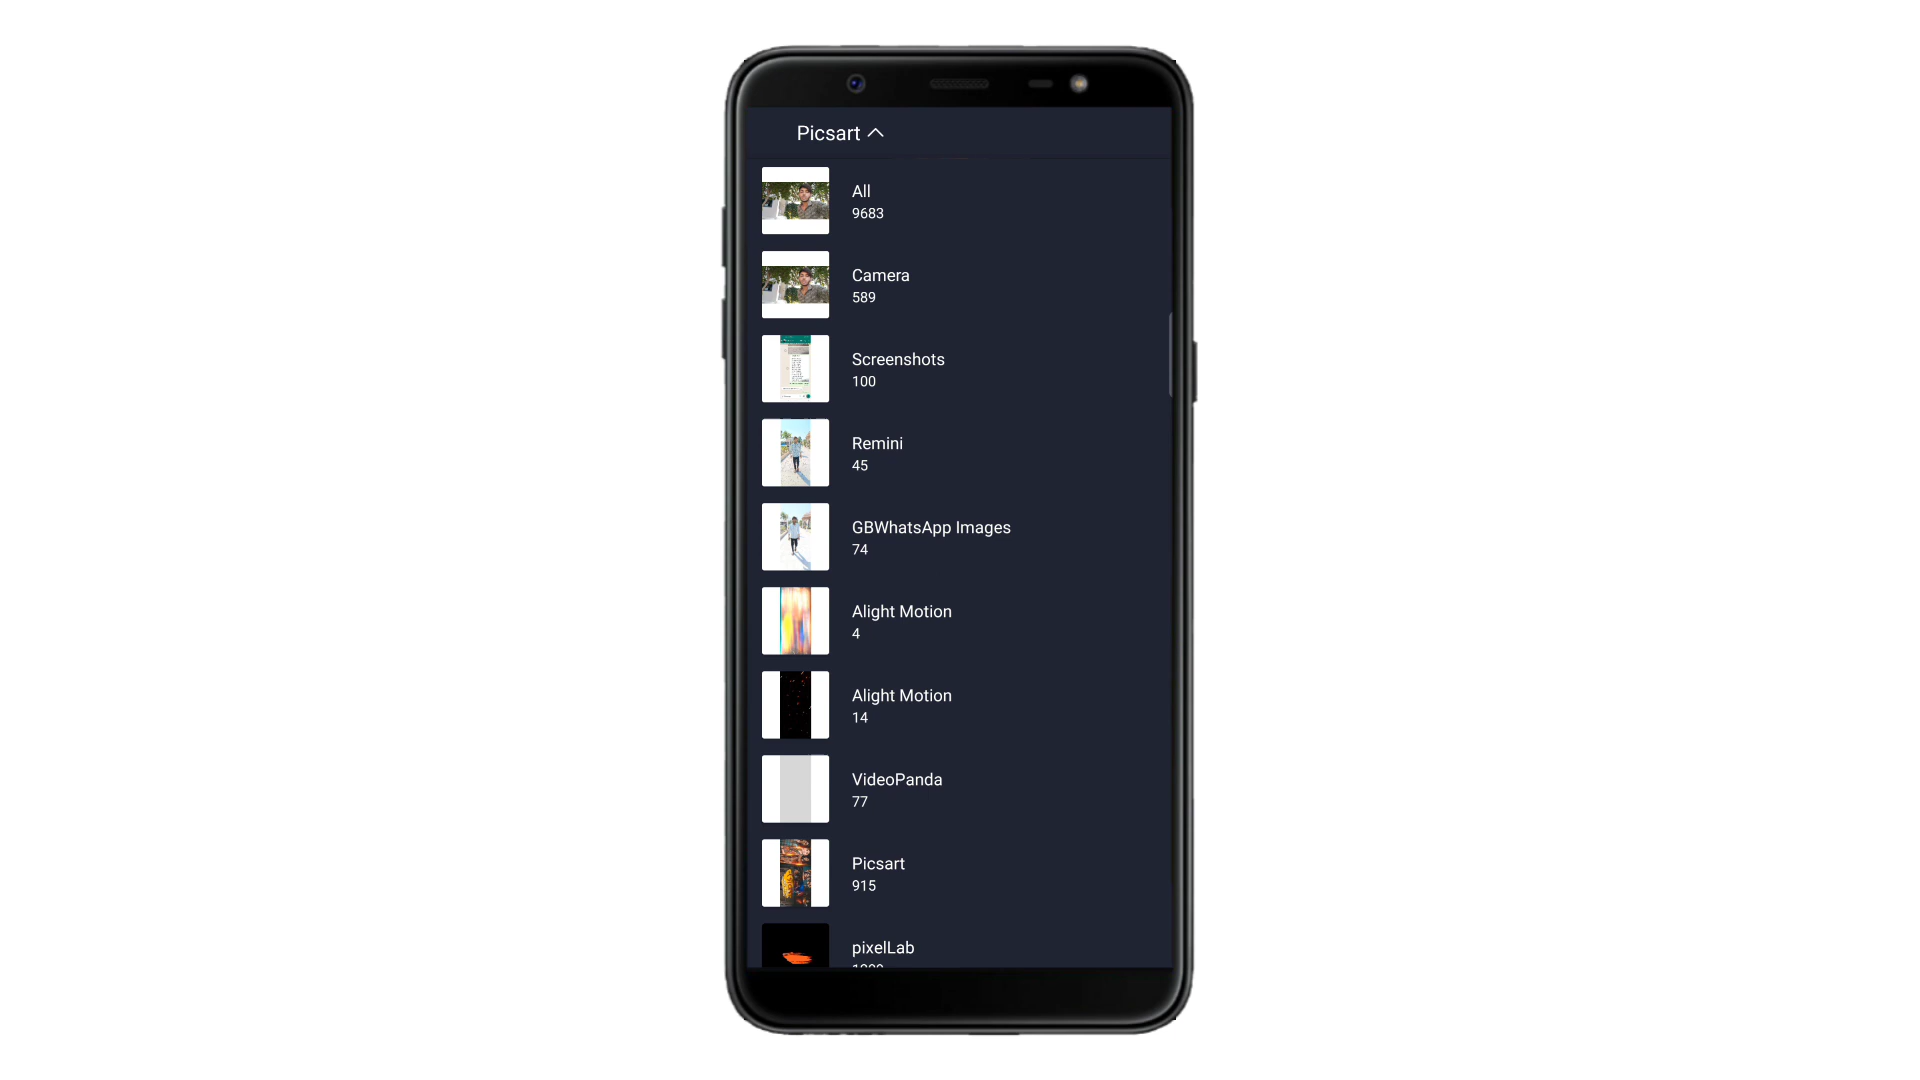 Picsart
All
9683
Camera
589
Screenshots
100
Remini
45
GBWhatsApp Images
74
Alight Motion
4
Alight Motion
14
VideoPanda
77
Picsart
915
pixelLab